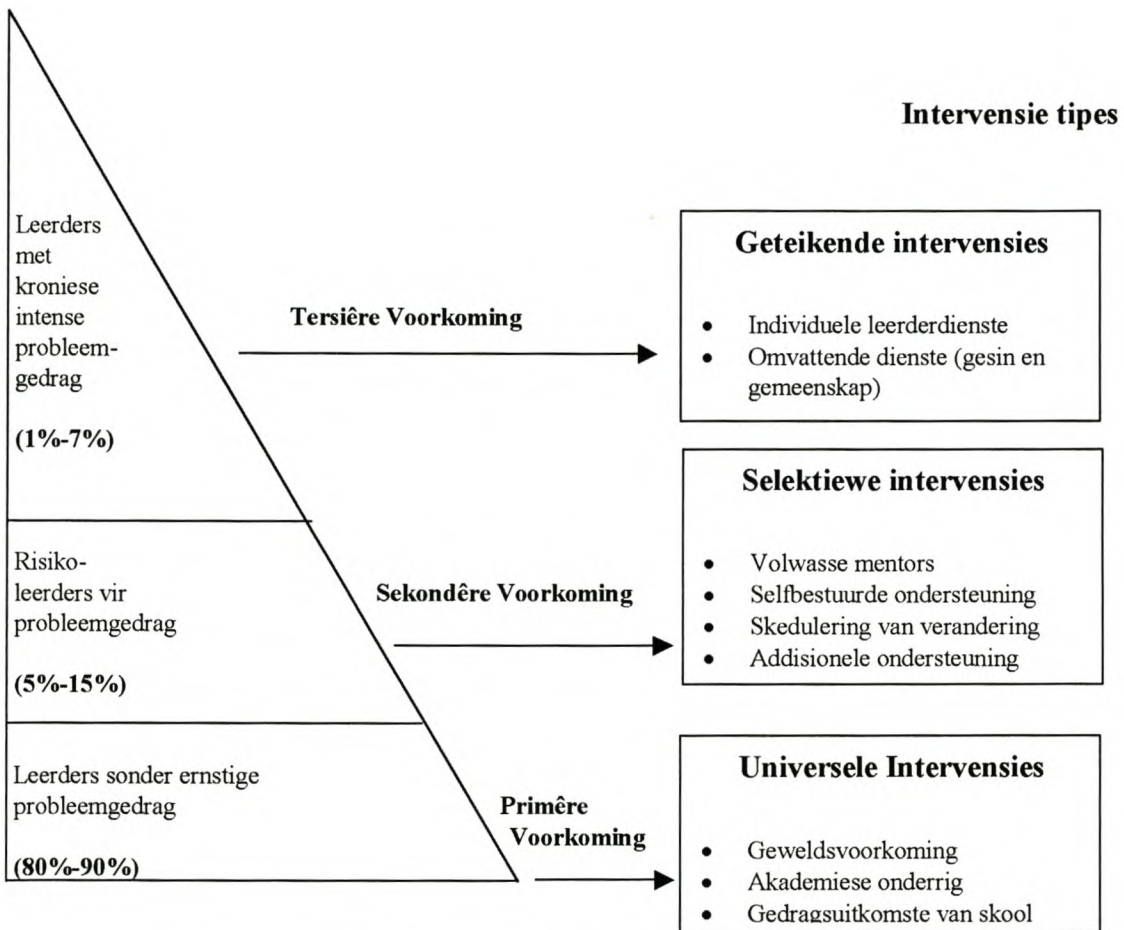 Intervensie tipes
Leerders
met
kroniese
intense
probleem-
gedrag
(1%-7%)
Tersiêre Voorkoming
Geteikende intervensies
• Individuele leerderdienste
• Omvattende dienste (gesin en
gemeenskap)
Risiko-
leerders vir
probleemgedrag
(5%-15%)
Sekondêre Voorkoming
Selektiewe intervensies
• Volwasse mentors
• Selfbestuurde ondersteuning
• Skedulering van verandering
• Addisionele ondersteuning
Leerders sonder ernstige
probleemgedrag
(80%-90%)
Primêre
Voorkoming
Universele Intervensies
• Geweldsvoorkoming
• Akademiese onderrig
• Gedragsuitkomste van skool